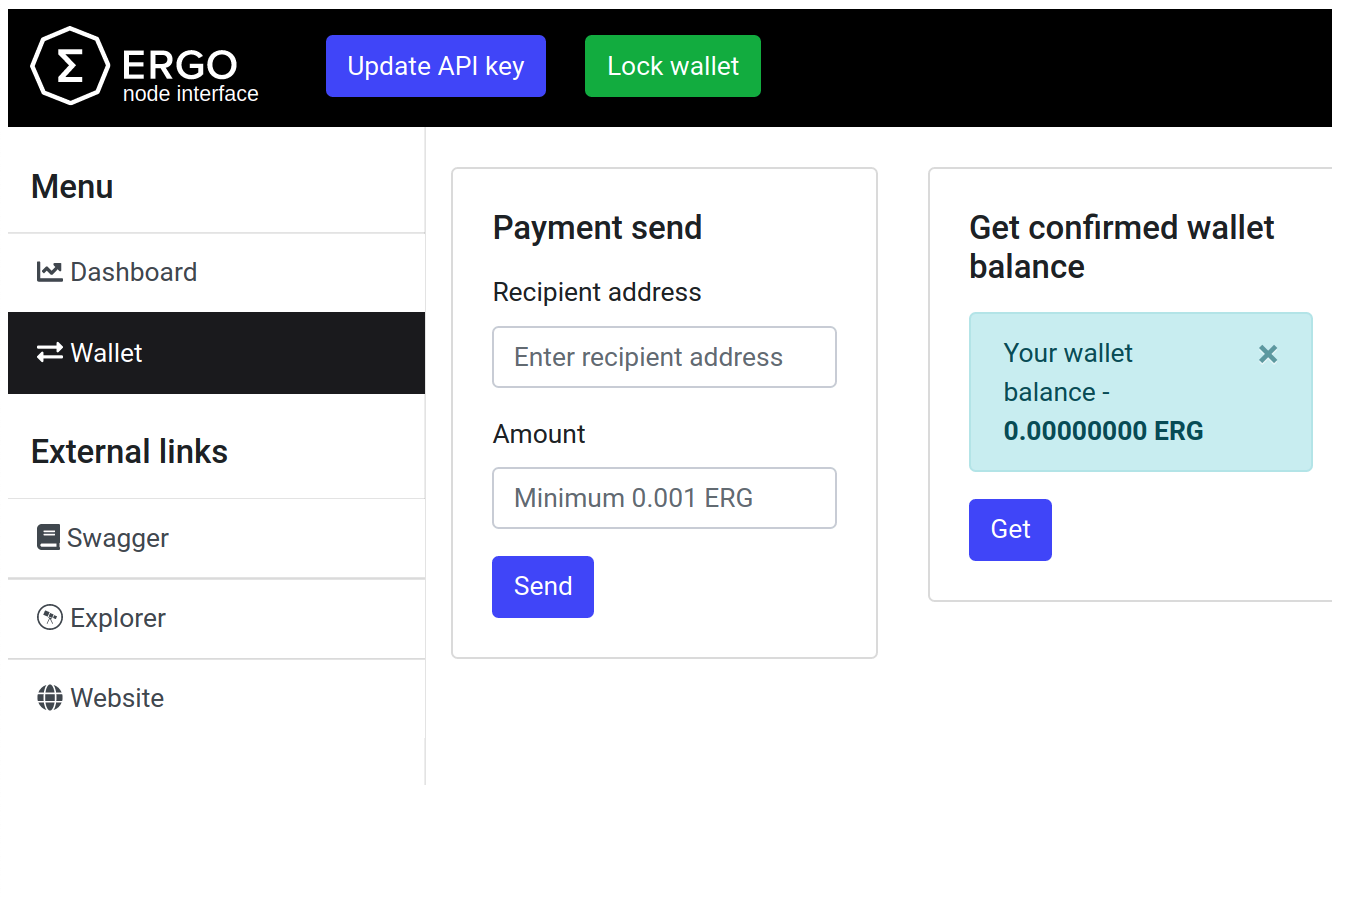 Σ ERGO
node interface
Update API key
Lock wallet
Menu
Dashboard
Wallet
External links
Swagger
Explorer
Website
Payment send
Recipient address
Enter recipient address
Amount
Minimum 0.001 ERG
Send
Get confirmed wallet
balance
Your wallet
balance -
0.00000000 ERG
×
Get